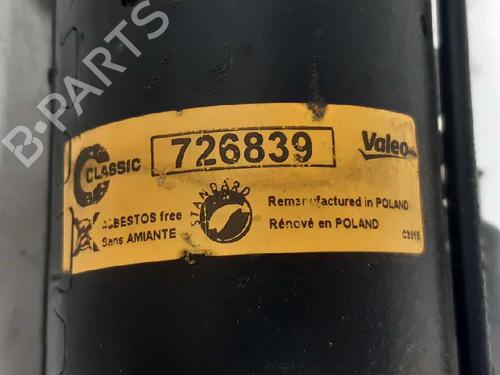 B-PARTS
CLASSIC
726839
Valeo
ASBESTOS free
Sans AMIANTE
STANDARD
Remanufactured in POLAND
Rénové en POLAND